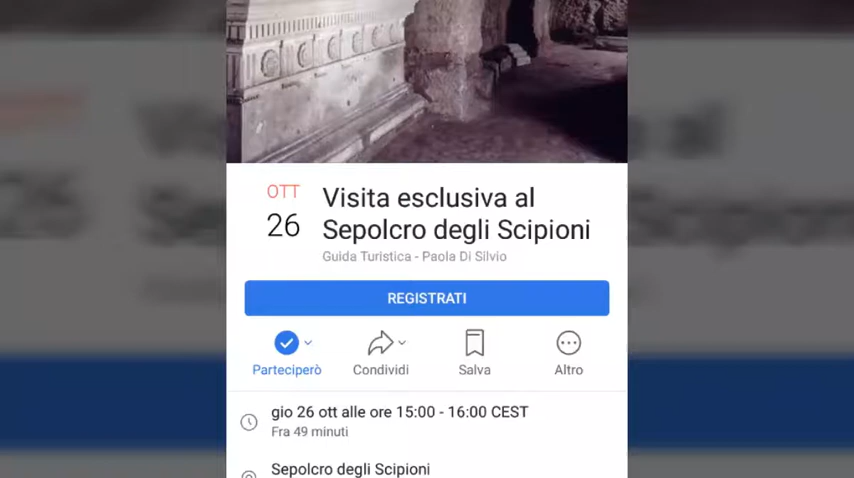 OTT
26
Visita esclusiva al
Sepolcro degli Scipioni
Guida Turistica - Paola Di Silvio
REGISTRATI
Parteciperò
Condividi
Salva
Altro
gio 26 ott alle ore 15:00 - 16:00 CEST
Fra 49 minuti
Sepolcro degli Scipioni